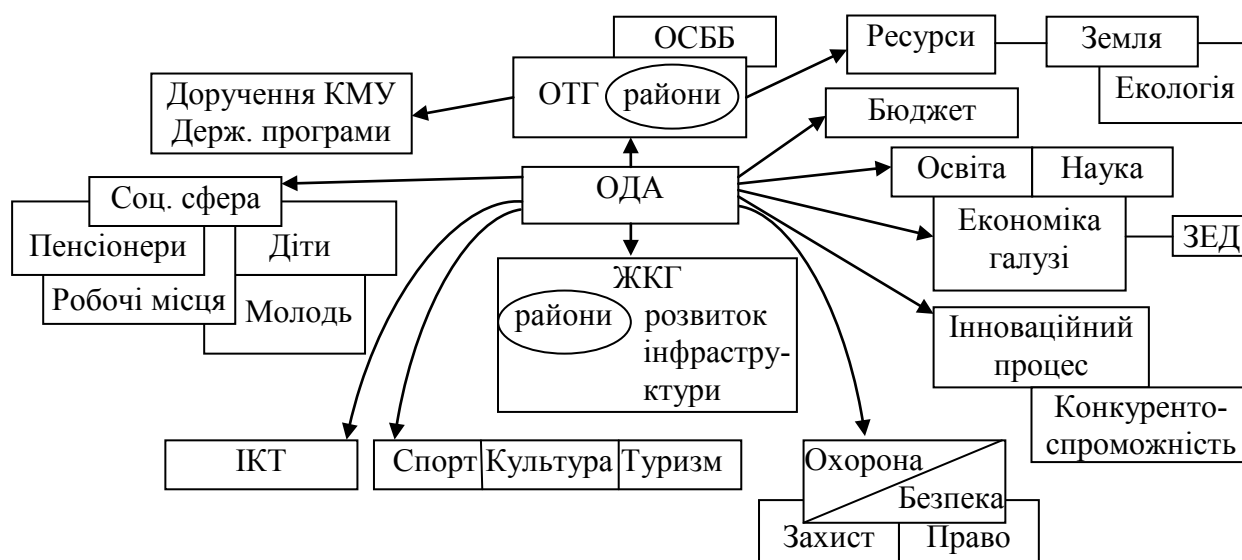 ОСББ
Ресурси
Земля
Екологія
Доручення КМУ
Держ. програми
ОТГ райони
Бюджет
Освіта Наука
ОДА
Соц. сфера
Пенсіонери
Діти
Робочі місця
Молодь
Економіка
галузі
ЗЕД
ЖКГ
райони розвиток
інфрастру-
ктури
Інноваційний
процес
Конкуренто-
спроможність
ІКТ
Спорт Культура Туризм
Охорона
Безпека
Захист Право